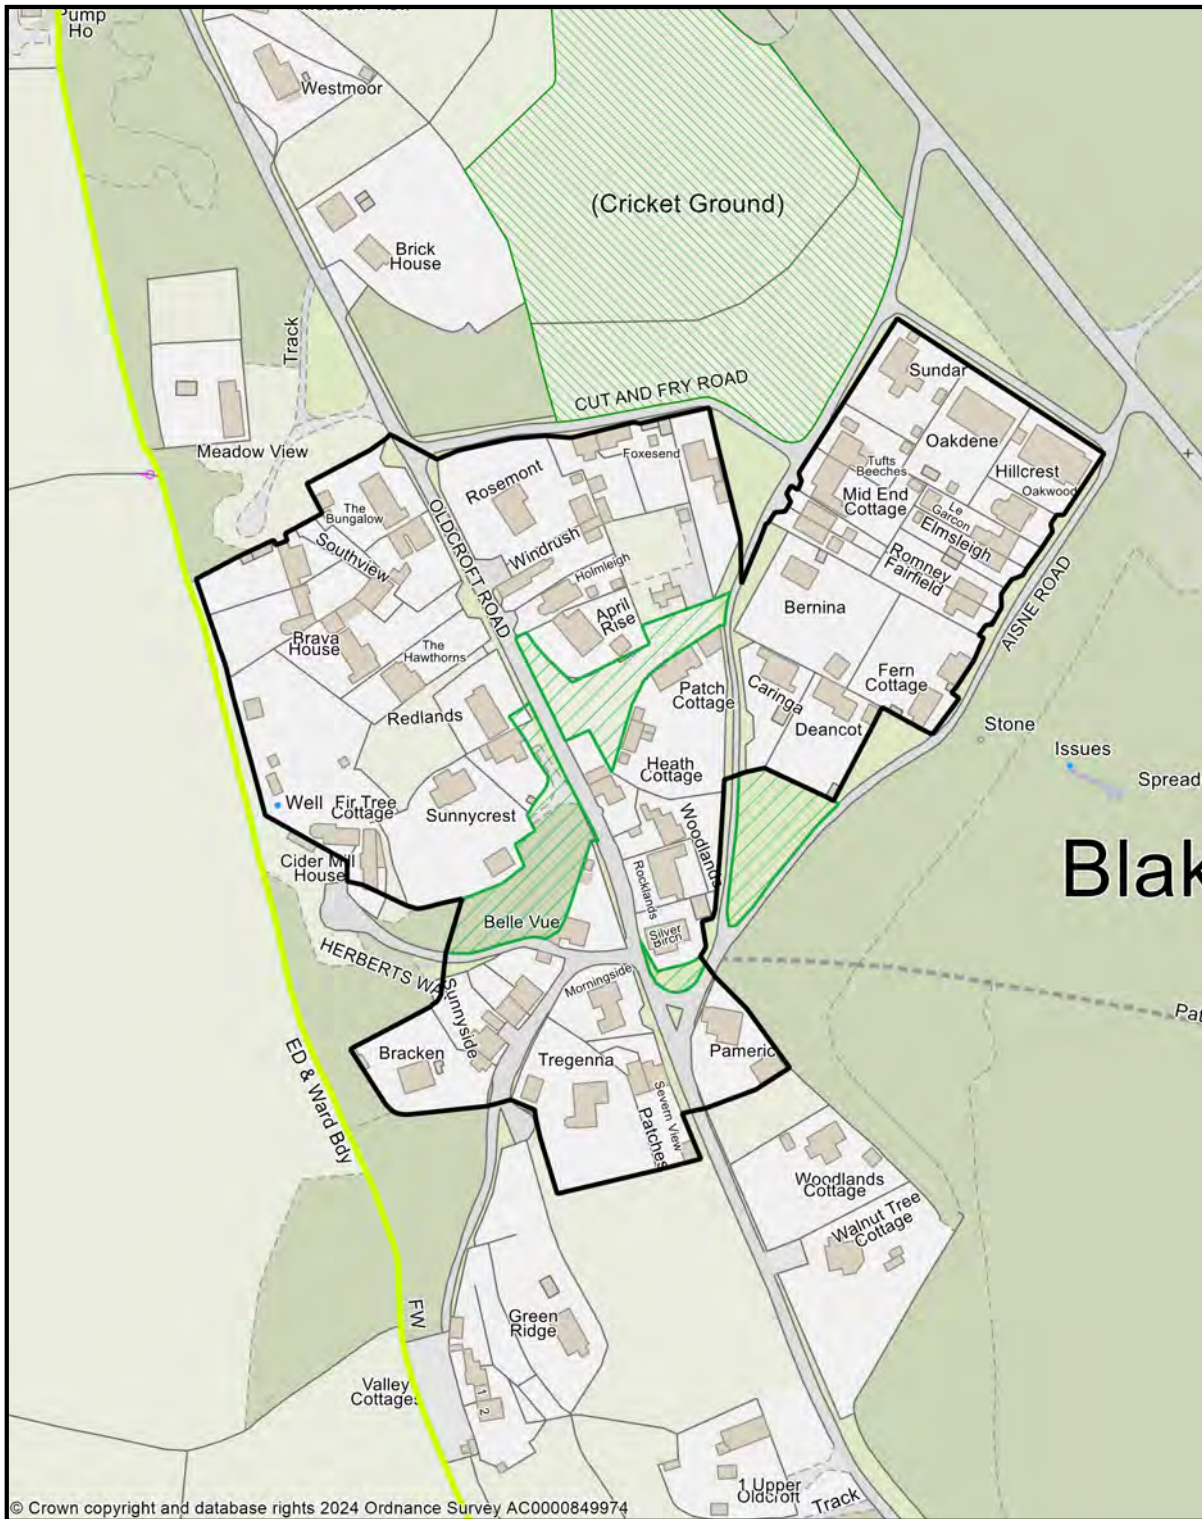 Pump
Ho
Westmoor
(Cricket Ground)
Brick
House
Track
CUT AND FRY ROAD
Meadow View
Sundar
Oakdene
Hillcrest
Oakwood
Tufts
Beeches
Mid End
Cottage
Le
Garcon
Elmsleigh
Romney
Fairfield
Foxesend
Rosemont
The
Bungalow
OLDCROFT ROAD
Southview
Windrush
Holmleigh
April
Rise
Bernina
AISNE ROAD
Brava
House
The
Hawthorns
Patch
Cottage
Caringa
Fern
Cottage
Redlands
Deancot
Stone
Issues
Spread
Heath
Cottage
Well
Fir Tree
Cottage
Sunnycrest
Woodlands
Cider Mill
House
Rocklands
Blak
Belle Vue
Silver
Birch
HERBERTS WA
Sunnyside
Morningside
Pat
ED & Ward Bdy
Bracken
Tregenna
Pameric
Severn View
Patches
Woodlands
Cottage
Walnut Tree
Cottage
FW
Green
Ridge
Valley
Cottages
1
2
1 Upper
Oldcroft
Track
© Crown copyright and database rights 2024 Ordnance Survey AC0000849974